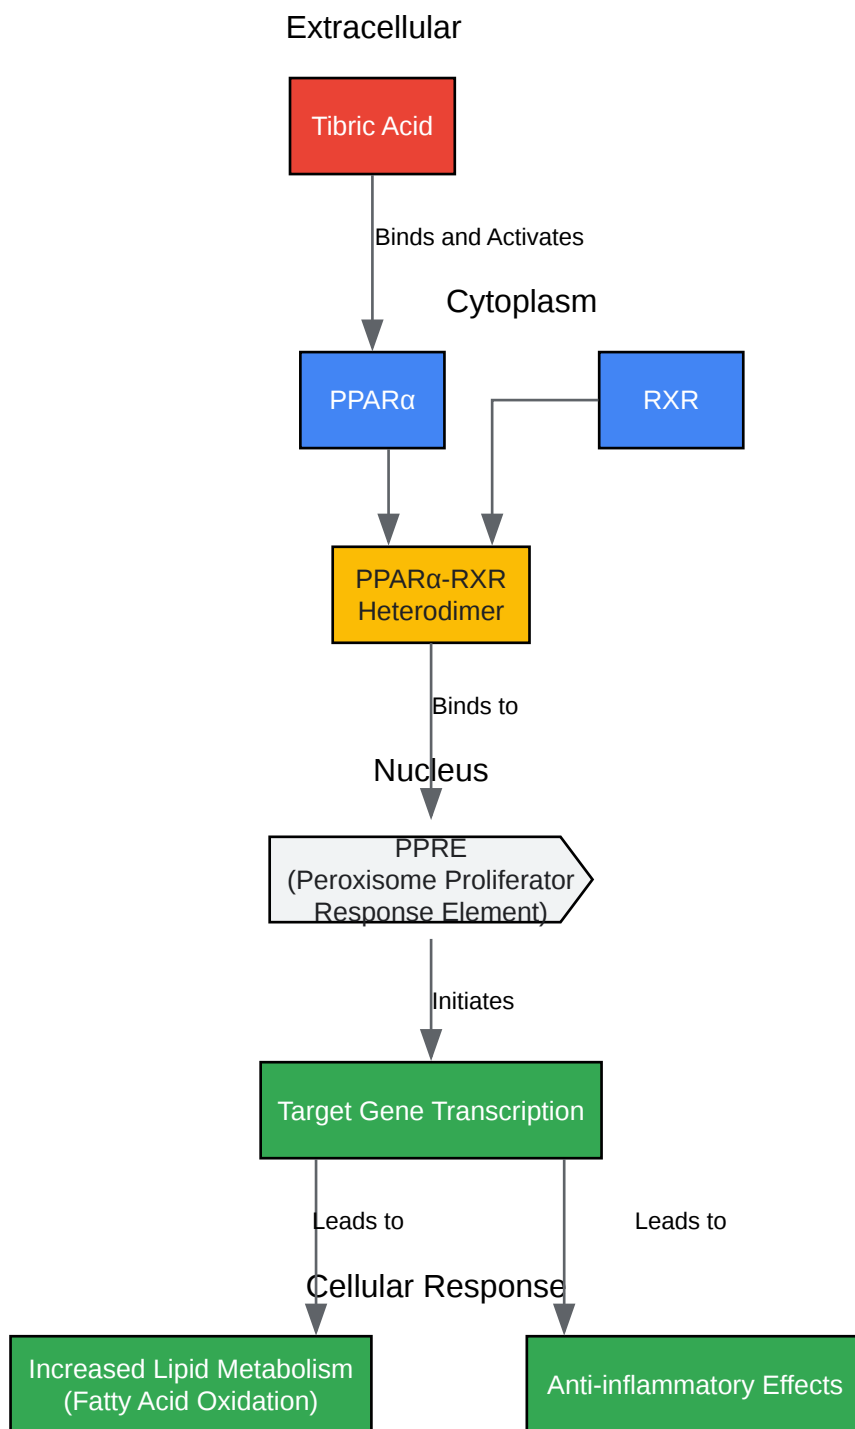 Extracellular
Tibric Acid
Binds and Activates
Cytoplasm
PPARα
RXR
PPARα-RXR
Heterodimer
Binds to
Nucleus
PPRE
(Peroxisome Proliferator
Response Element)
Initiates
Target Gene Transcription
Leads to
Leads to
Cellular Response
Increased Lipid Metabolism
(Fatty Acid Oxidation)
Anti-inflammatory Effects